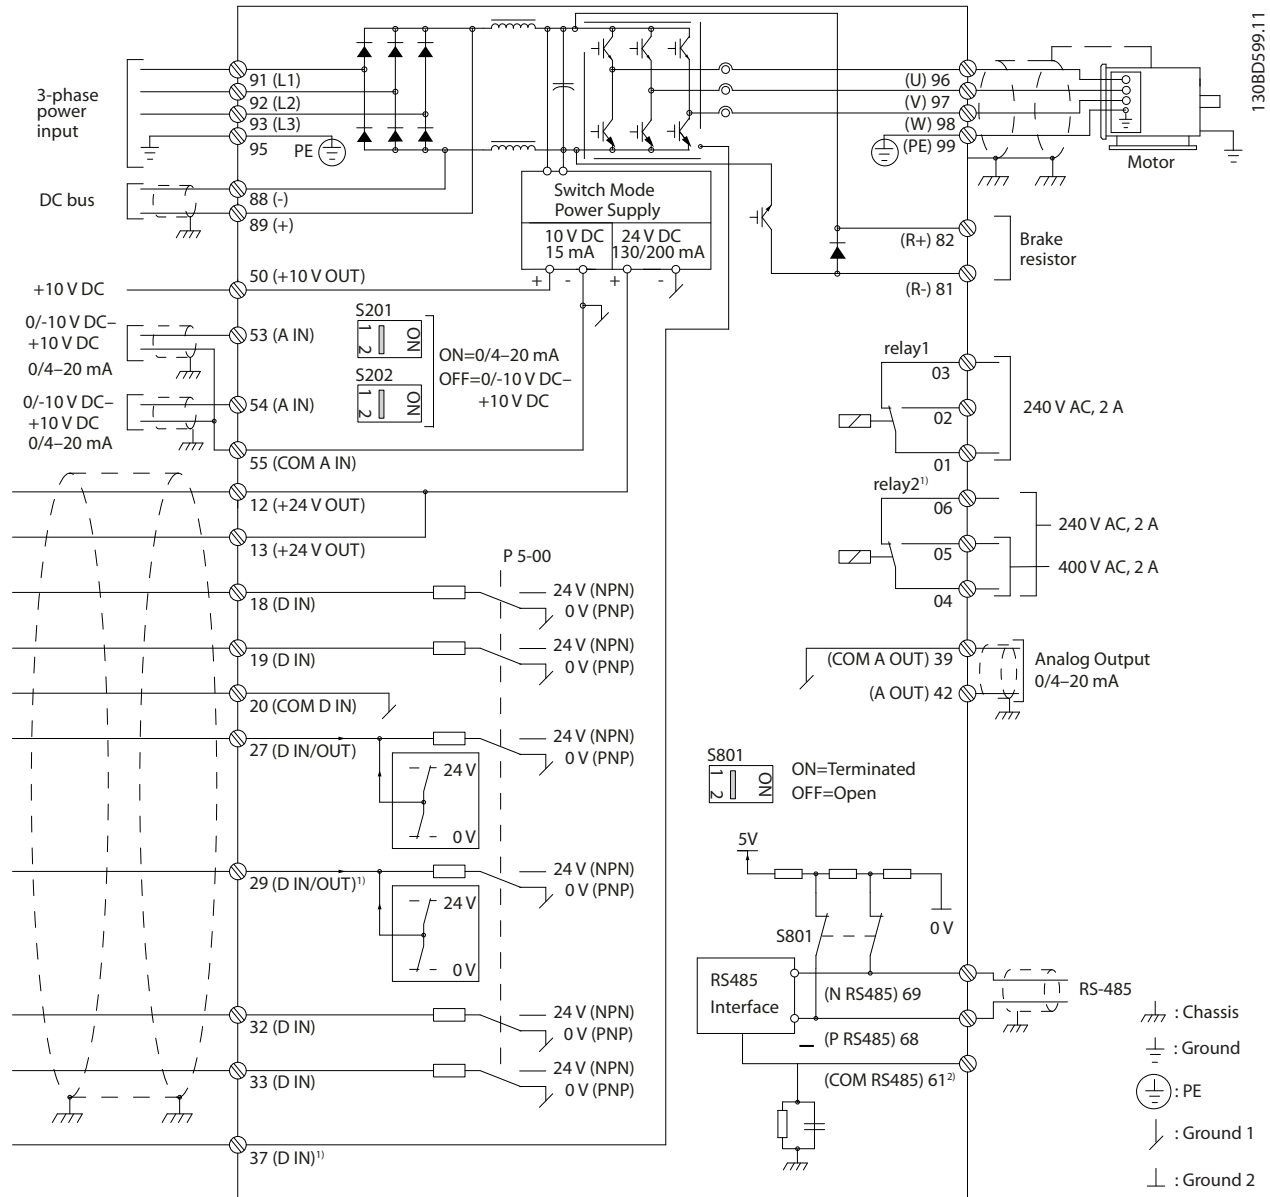 130BD599.11
3-phase
power
input
91 (L1)
92 (L2)
93 (L3)
95
PE
DC bus
88 (-)
89 (+)
50 (+10 V OUT)
+10 V DC
0/-10 V DC–
+10 V DC
0/4–20 mA
53 (A IN)
0/-10 V DC–
+10 V DC
0/4–20 mA
54 (A IN)
55 (COM A IN)
12 (+24 V OUT)
13 (+24 V OUT)
18 (D IN)
19 (D IN)
20 (COM D IN)
27 (D IN/OUT)
29 (D IN/OUT)1)
32 (D IN)
33 (D IN)
37 (D IN)1)
Switch Mode
Power Supply
10 V DC
15 mA
24 V DC
130/200 mA
+
-
+
-
S201
1 2
ON
S202
1 2
ON
ON=0/4–20 mA
OFF=0/-10 V DC–
+10 V DC
P 5-00
24 V (NPN)
0 V (PNP)
24 V (NPN)
0 V (PNP)
24 V (NPN)
0 V (PNP)
24 V
0 V
24 V (NPN)
0 V (PNP)
24 V
0 V
24 V (NPN)
0 V (PNP)
24 V (NPN)
0 V (PNP)
(U) 96
(V) 97
(W) 98
(PE) 99
Motor
(R+) 82
(R-) 81
Brake
resistor
relay1
03
02
01
240 V AC, 2 A
relay21)
06
05
04
240 V AC, 2 A
400 V AC, 2 A
(COM A OUT) 39
(A OUT) 42
Analog Output
0/4–20 mA
S801
1 2
ON
ON=Terminated
OFF=Open
5V
S801
0 V
RS485
Interface
(N RS485) 69
(P RS485) 68
(COM RS485) 612)
RS-485
: Chassis
: Ground
: PE
: Ground 1
: Ground 2